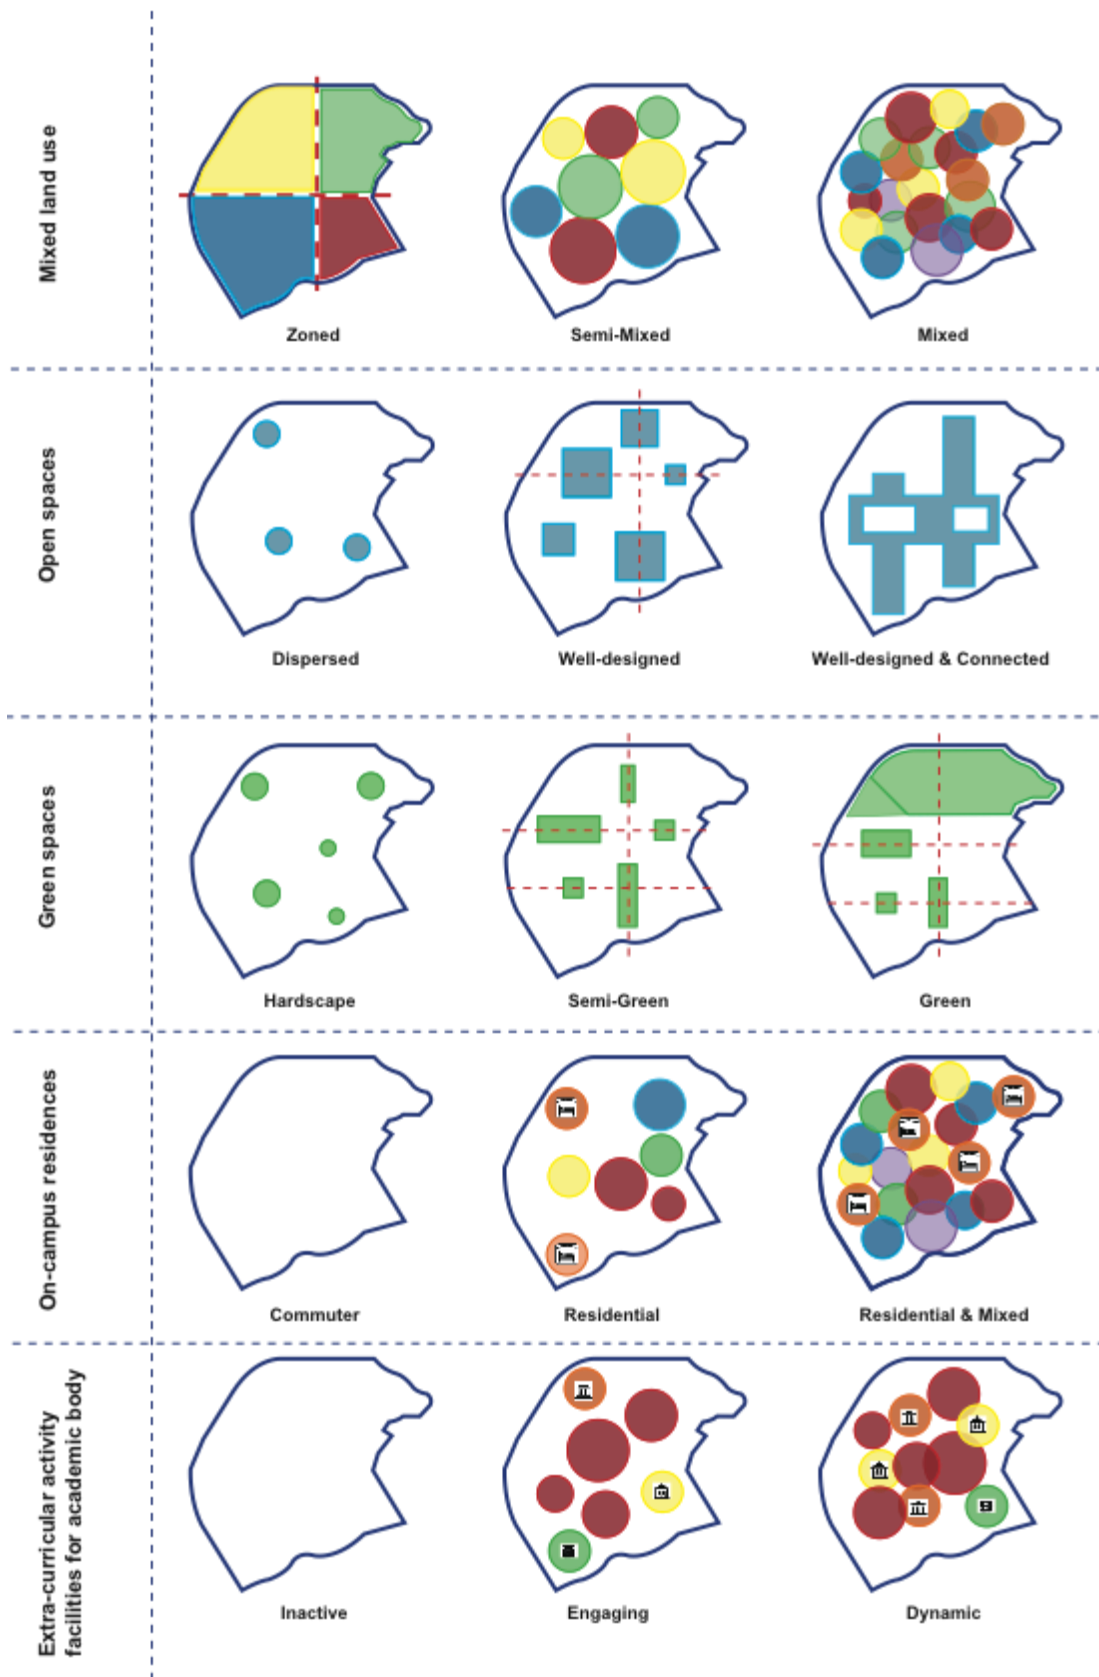 Mixed land use
Zoned
Semi-Mixed
Mixed
Open spaces
Dispersed
Well-designed
Well-designed & Connected
Green spaces
Hardscape
Semi-Green
Green
On-campus residences
Commuter
Residential
Residential & Mixed
Extra-curricular activity
facilities for academic body
Inactive
Engaging
Dynamic